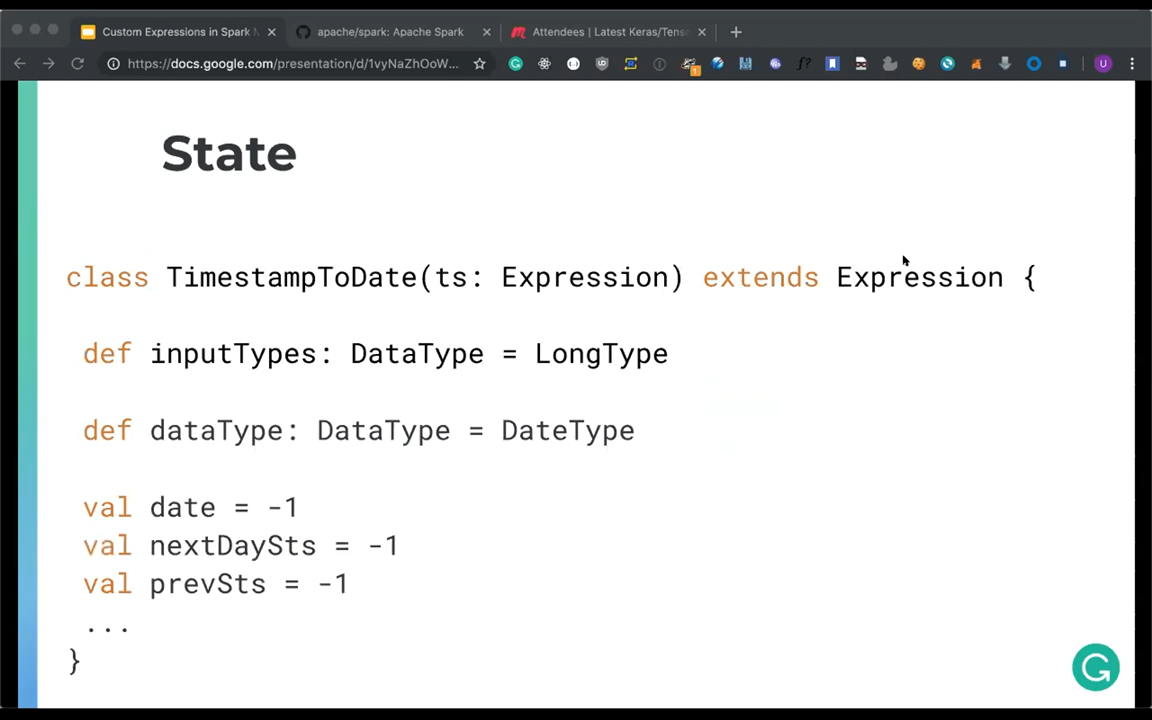 Custom Expressions in Spark
apache/spark: Apache Spark
Attendees | Latest Keras/Tens
https://docs.google.com/presentation/d/1vyNaZhOoW...
State
class TimestampToDate(ts: Expression) extends Expression {
def inputTypes: DataType = LongType
def dataType: DataType = DateType
val date = -1
val nextDaySts = -1
val prevSts = -1
...
}